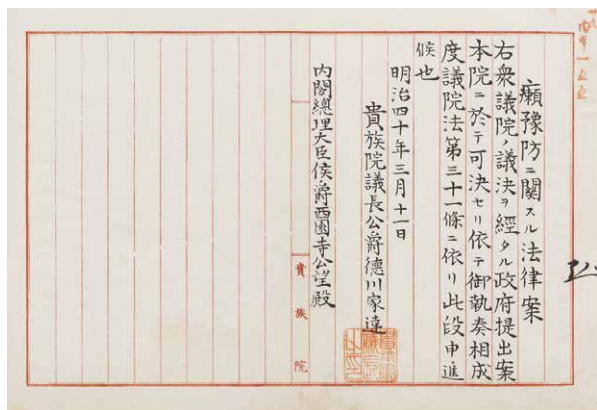 癩豫防ニ關スル法律案
右衆議院ノ議決ヲ經タル政府提出案
本院ニ於テ可決セリ依テ御執奏相成
度議院法第三十一條ニ依リ此段申進
候也
明治四十年三月十一日
貴族院議長公爵德川家達
內閣總理大臣侯爵西園寺公望殿
貴族院